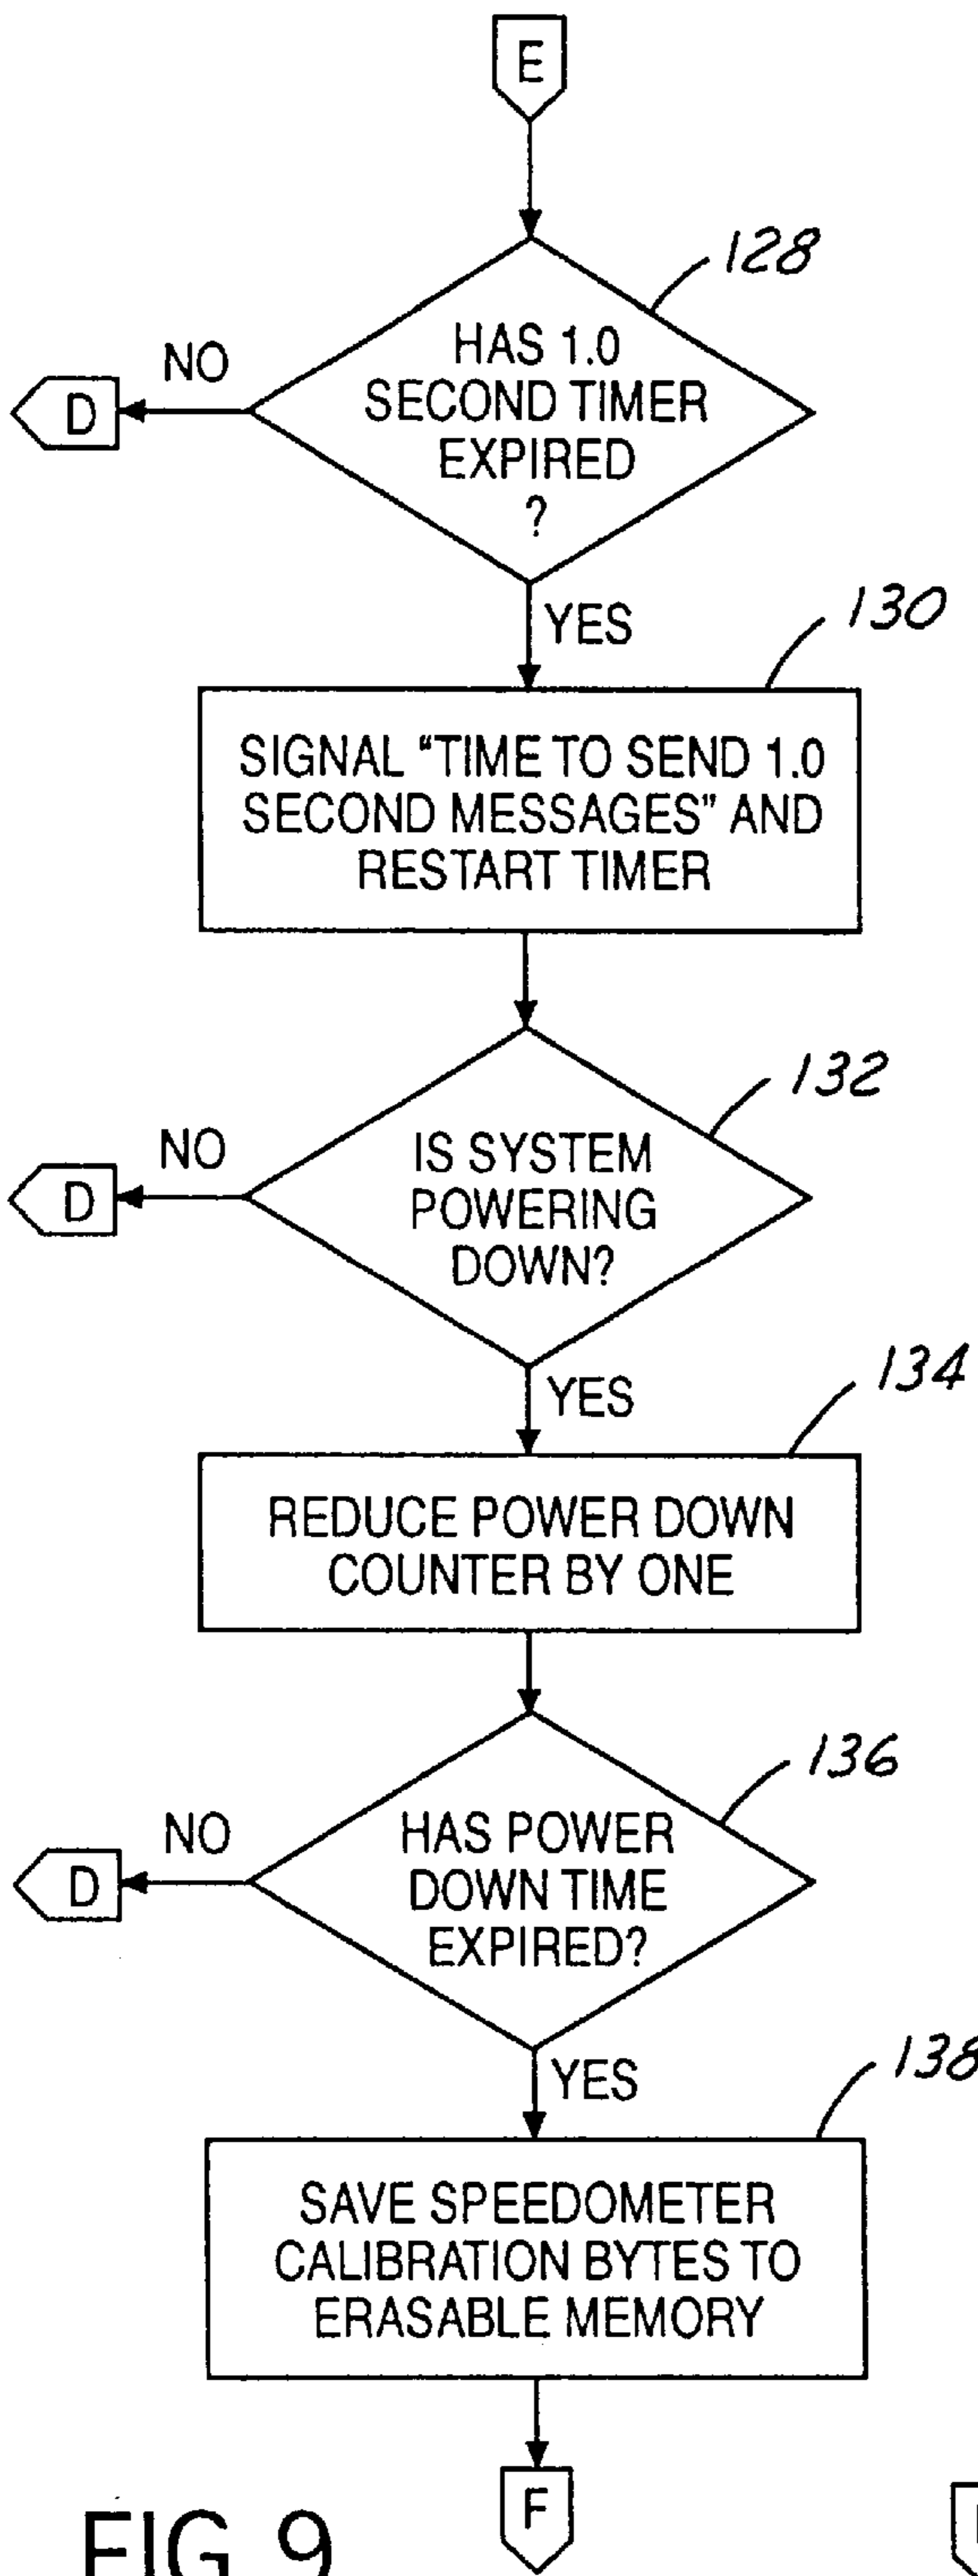 E
128
HAS 1.0
SECOND TIMER
EXPIRED
?
NO
D
YES
130
SIGNAL “TIME TO SEND 1.0
SECOND MESSAGES” AND
RESTART TIMER
132
IS SYSTEM
POWERING
DOWN?
NO
D
YES
134
REDUCE POWER DOWN
COUNTER BY ONE
136
HAS POWER
DOWN TIME
EXPIRED?
NO
D
YES
138
SAVE SPEEDOMETER
CALIBRATION BYTES TO
ERASABLE MEMORY
F
FIG 9